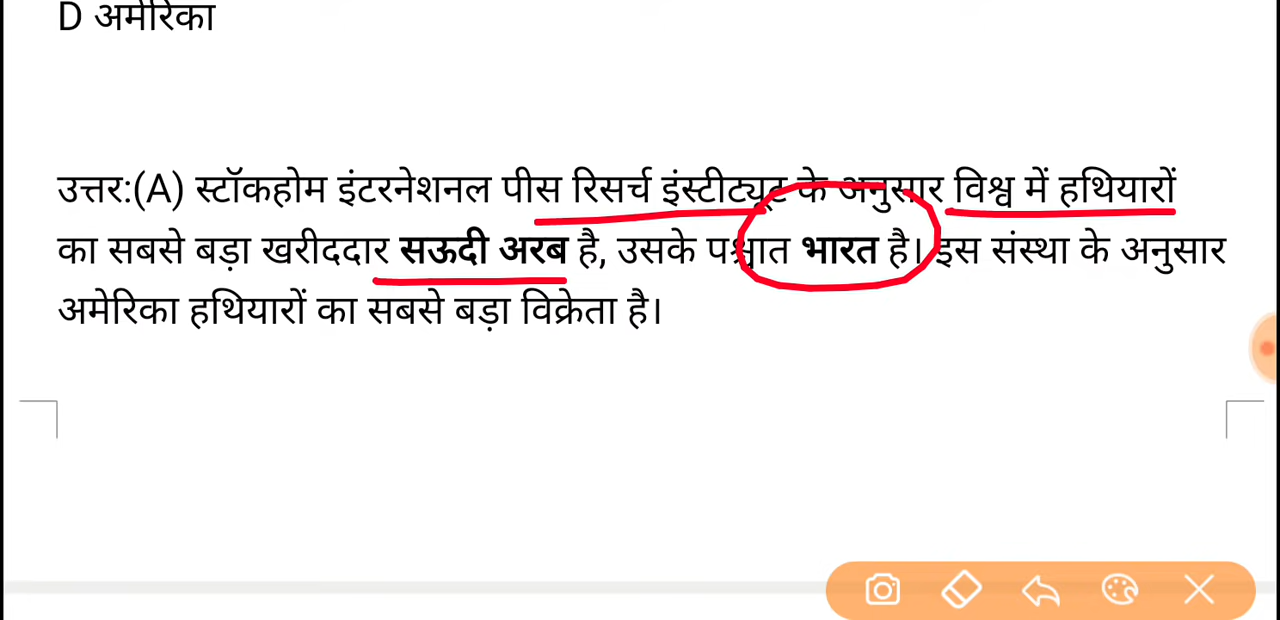 D अमेरिका
उत्तर:(A) स्टॉकहोम इंटरनेशनल पीस रिसर्च इंस्टीट्यूट के अनुसार विश्व में हथियारों
का सबसे बड़ा खरीददार सऊदी अरब है, उसके पश्चात भारत है। इस संस्था के अनुसार
अमेरिका हथियारों का सबसे बड़ा विक्रेता है।